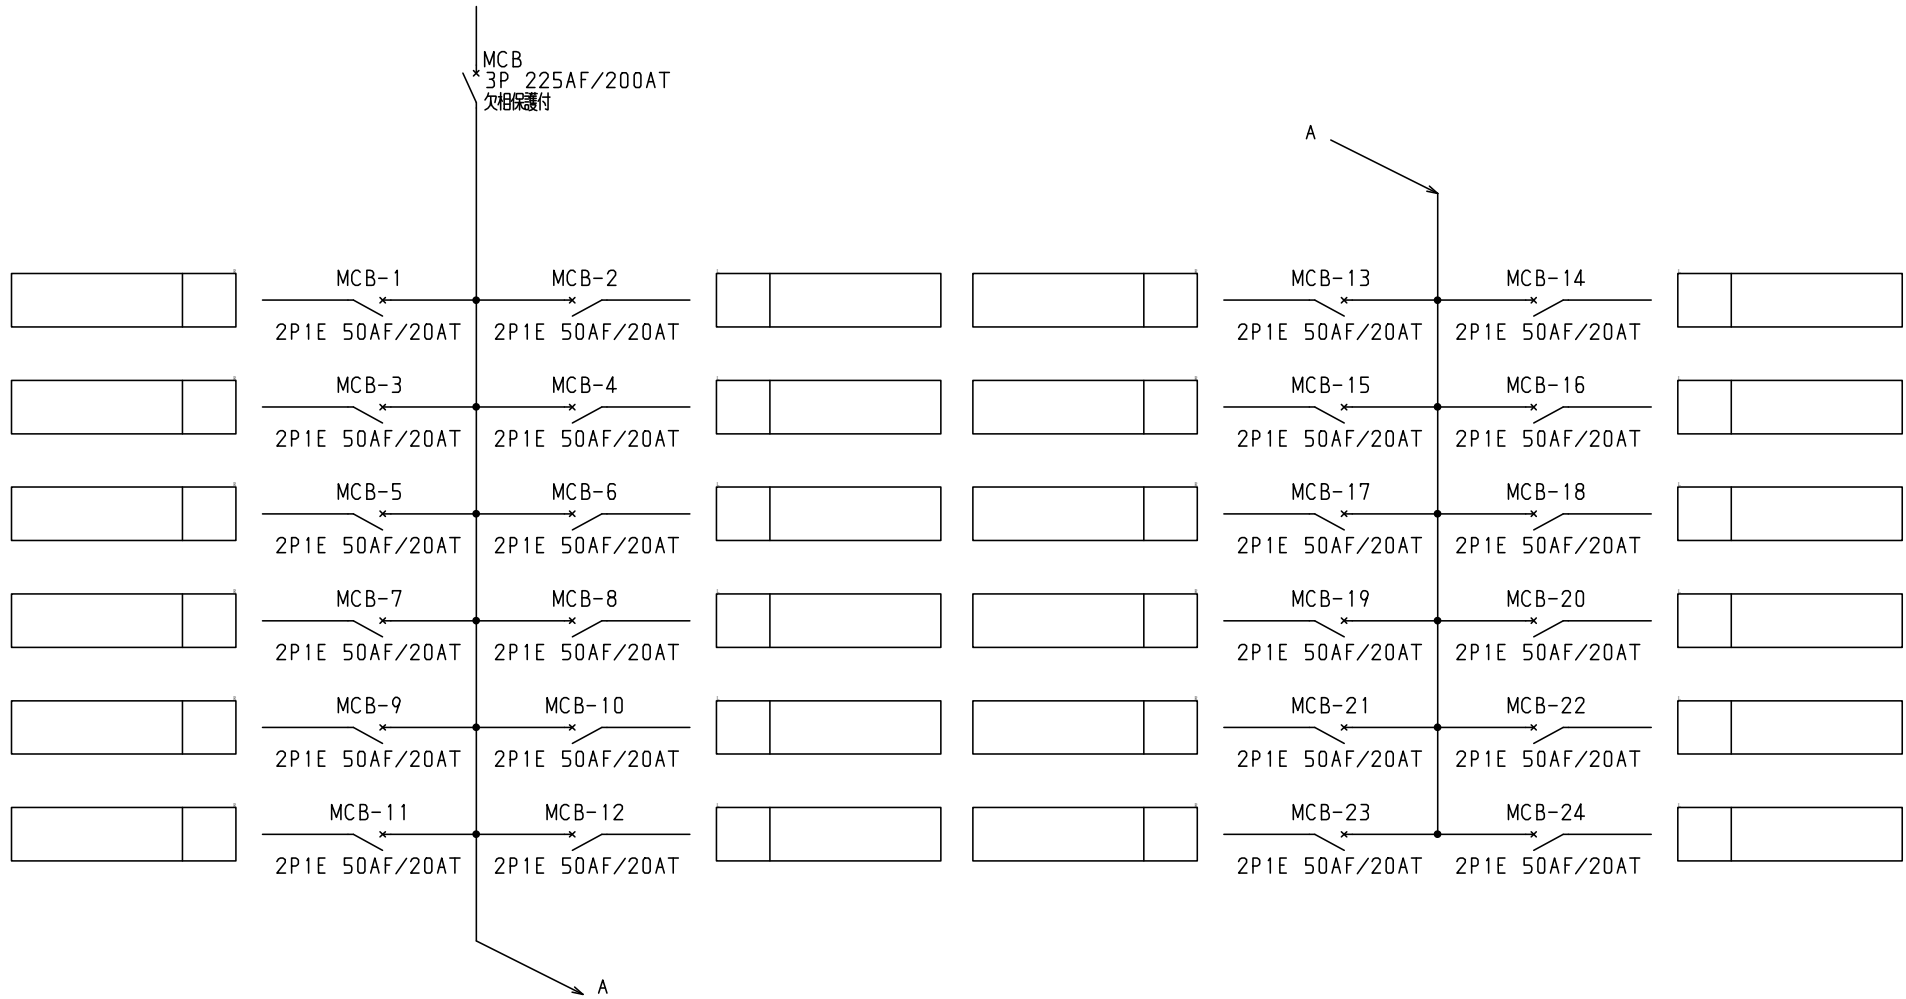 MCB
3P 225AF/200AT
欠相保護付
A
MCB-1
MCB-2
MCB-13
MCB-14
2P1E 50AF/20AT
2P1E 50AF/20AT
2P1E 50AF/20AT
2P1E 50AF/20AT
MCB-3
MCB-4
MCB-15
MCB-16
2P1E 50AF/20AT
2P1E 50AF/20AT
2P1E 50AF/20AT
2P1E 50AF/20AT
MCB-5
MCB-6
MCB-17
MCB-18
2P1E 50AF/20AT
2P1E 50AF/20AT
2P1E 50AF/20AT
2P1E 50AF/20AT
MCB-7
MCB-8
MCB-19
MCB-20
2P1E 50AF/20AT
2P1E 50AF/20AT
2P1E 50AF/20AT
2P1E 50AF/20AT
MCB-9
MCB-10
MCB-21
MCB-22
2P1E 50AF/20AT
2P1E 50AF/20AT
2P1E 50AF/20AT
2P1E 50AF/20AT
MCB-11
MCB-12
MCB-23
MCB-24
2P1E 50AF/20AT
2P1E 50AF/20AT
2P1E 50AF/20AT
2P1E 50AF/20AT
A